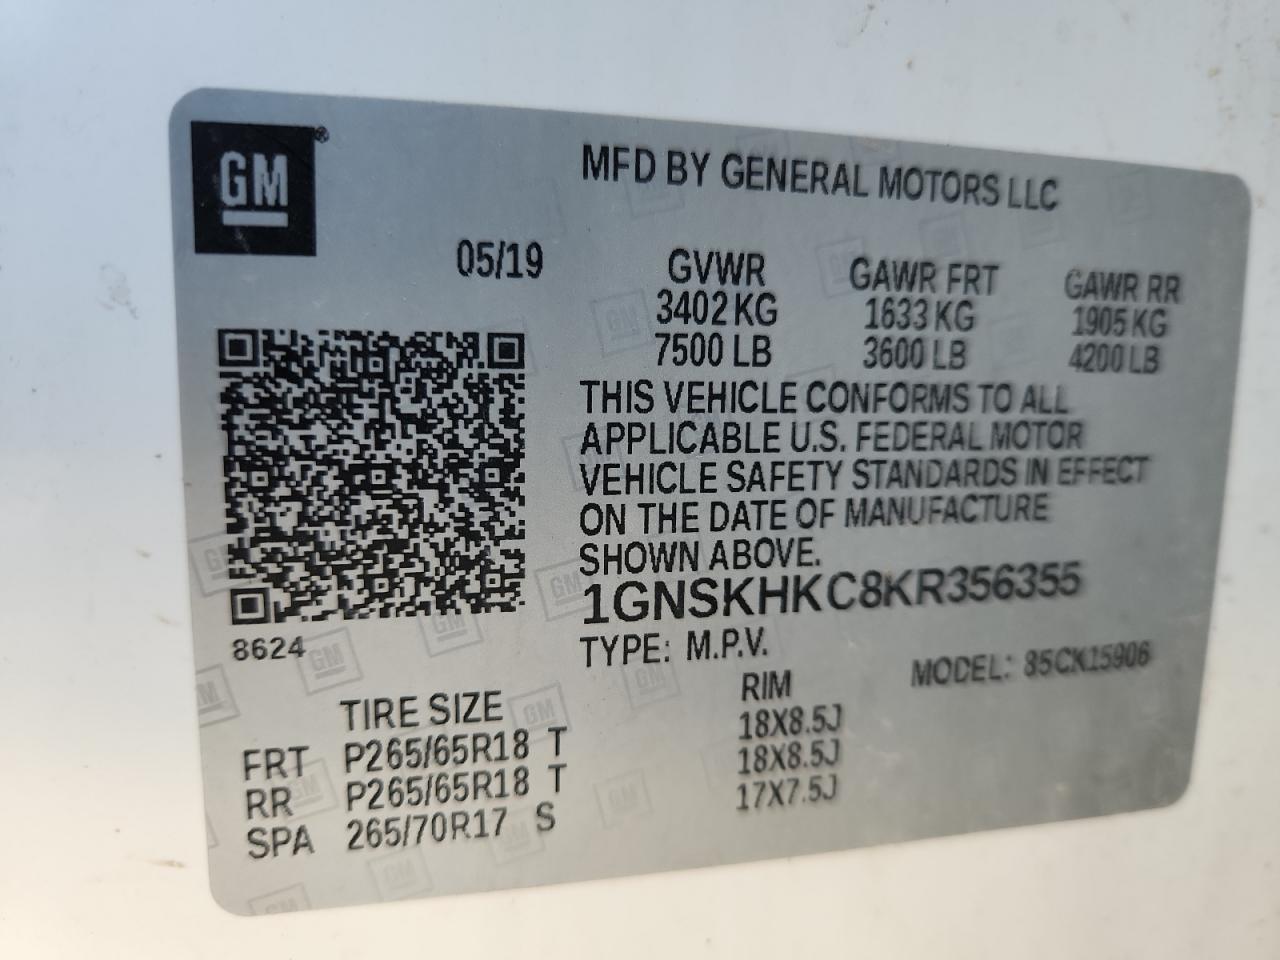 GM®
MFD BY GENERAL MOTORS LLC
05/19
GVWR GAWR FRT GAWR RR
3402 KG 1633 KG 1905 KG
7500 LB 3600 LB 4200 LB
THIS VEHICLE CONFORMS TO ALL
APPLICABLE U.S. FEDERAL MOTOR
VEHICLE SAFETY STANDARDS IN EFFECT
ON THE DATE OF MANUFACTURE
SHOWN ABOVE.
1GNSKHKC8KR356355
8624
TYPE: M.P.V. MODEL:
TIRE SIZE RIM
FRT P265/65R18 T 18X8.5J
RR P265/65R18 T 18X8.5J
SPA 265/70R17 S 17X7.5J